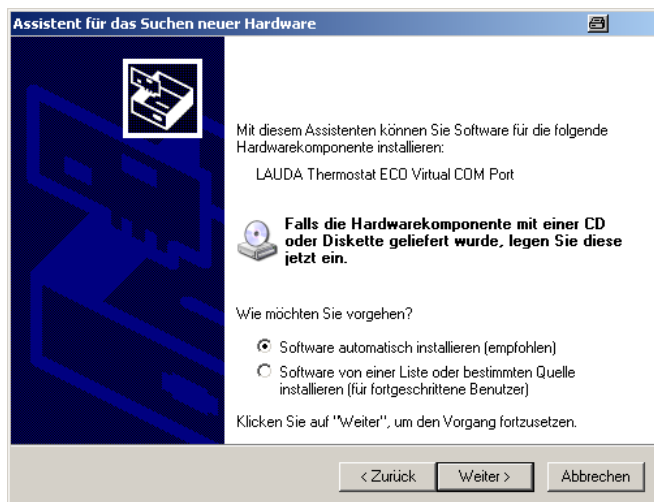 Assistent für das Suchen neuer Hardware
Mit diesem Assistenten können Sie Software für die folgende
Hardwarekomponente installieren:
LAUDA Thermostat ECO Virtual COM Port
Falls die Hardwarekomponente mit einer CD
oder Diskette geliefert wurde, legen Sie diese
jetzt ein.
Wie möchten Sie vorgehen?
Software automatisch installieren (empfohlen)
Software von einer Liste oder bestimmten Quelle
installieren (für fortgeschrittene Benutzer)
Klicken Sie auf "Weiter", um den Vorgang fortzusetzen.
< Zurück Weiter > Abbrechen